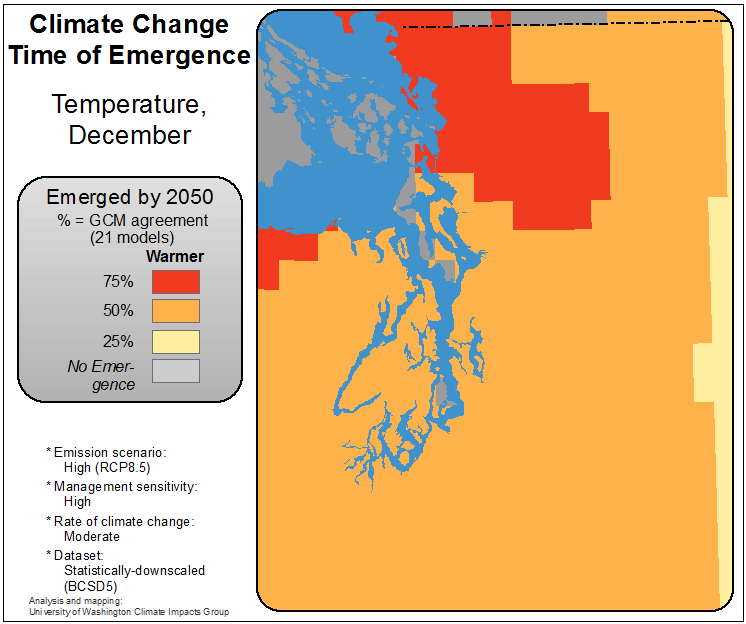 Climate Change
Time of Emergence
Temperature,
December
Emerged by 2050
% = GCM agreement
(21 models)
Warmer
75%
50%
25%
No Emer-
gence
* Emission scenario:
High (RCP8.5)
* Management sensitivity:
High
* Rate of climate change:
Moderate
* Dataset:
Statistically-downscaled
(BCSD5)
Analysis and mapping:
University of Washington Climate Impacts Group